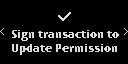 Sign transaction to
Update Permission